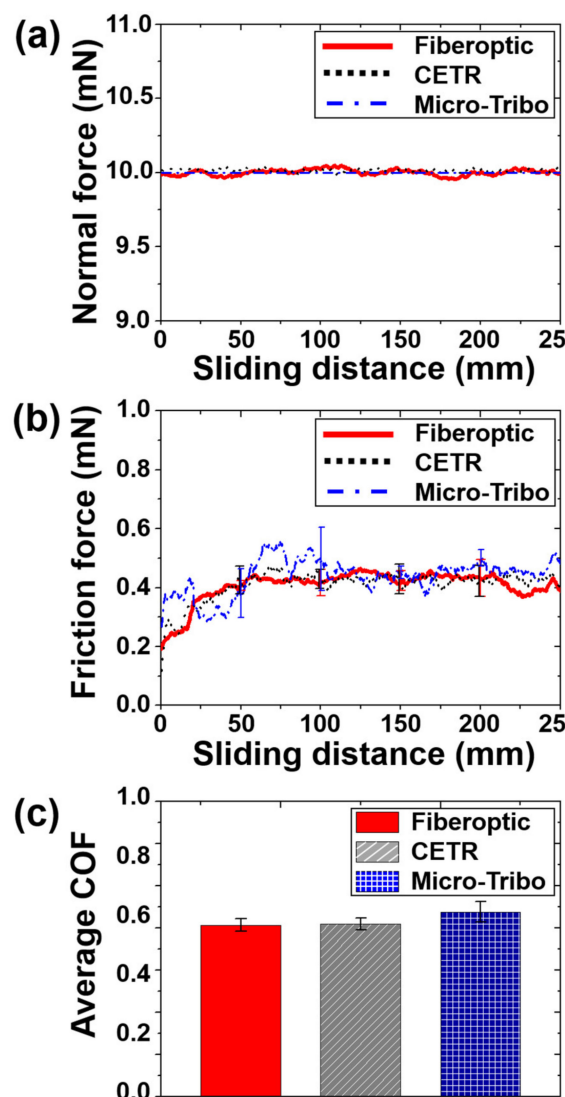 (a)
Normal force (mN)
11.0
10.5
10.0
9.5
9.0
Fiberoptic
CETR
Micro-Tribo
0 50 100 150 200 25
Sliding distance (mm)
(b)
Friction force (mN)
1.0
0.8
0.6
0.4
0.2
0.0
Fiberoptic
CETR
Micro-Tribo
0 50 100 150 200 25
Sliding distance (mm)
(c)
Average COF
1.0
0.8
0.6
0.4
0.2
0.0
Fiberoptic
CETR
Micro-Tribo